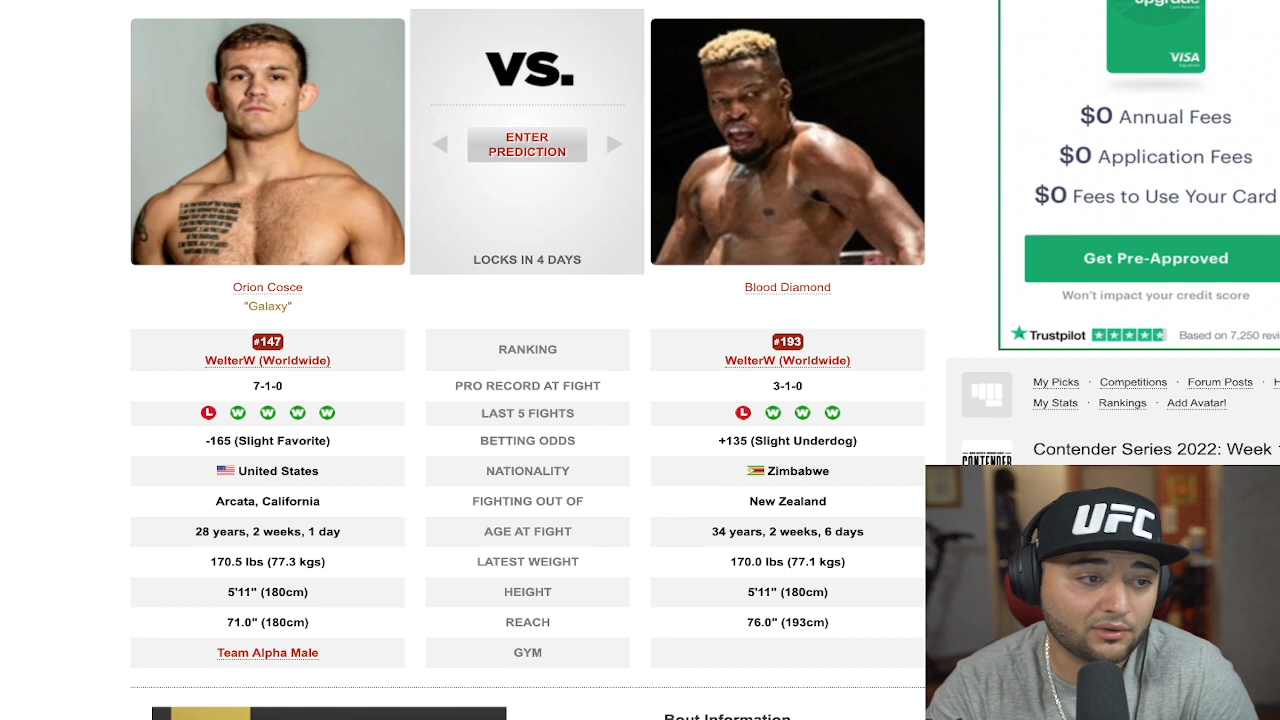 VS.
ENTER
PREDICTION
LOCKS IN 4 DAYS
Orion Cosce
"Galaxy"
Blood Diamond
#147
WelterW (Worldwide)
RANKING
#193
WelterW (Worldwide)
7-1-0
PRO RECORD AT FIGHT
3-1-0
L W W W W
LAST 5 FIGHTS
L W W W
-165 (Slight Favorite)
BETTING ODDS
+135 (Slight Underdog)
United States
NATIONALITY
Zimbabwe
Arcata, California
FIGHTING OUT OF
New Zealand
28 years, 2 weeks, 1 day
AGE AT FIGHT
34 years, 2 weeks, 6 days
170.5 lbs (77.3 kgs)
LATEST WEIGHT
170.0 lbs (77.1 kgs)
5'11" (180cm)
HEIGHT
5'11" (180cm)
71.0" (180cm)
REACH
76.0" (193cm)
Team Alpha Male
GYM
Bout Information
upgrade
VISA
Signature
$0 Annual Fees
$0 Application Fees
$0 Fees to Use Your Card
Get Pre-Approved
Won't impact your credit score
Trustpilot
Based on 7,250
My Picks · Competitions · Forum Posts ·
My Stats · Rankings · Add Avatar!
CONTENDER
Contender Series 2022: Week
UFC